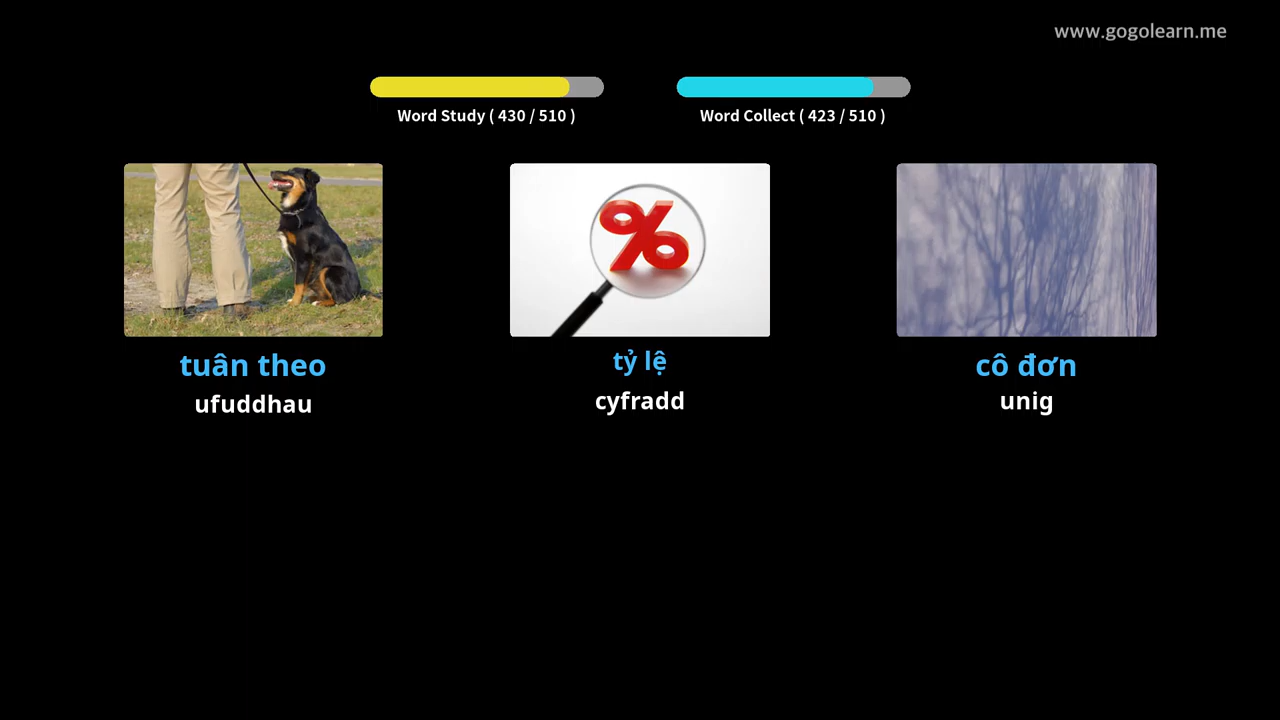 www.gogolearn.me
Word Study ( 430 / 510 )
Word Collect ( 423 / 510 )
tuân theo
ufuddhau
tỷ lệ
cyfradd
cô đơn
unig